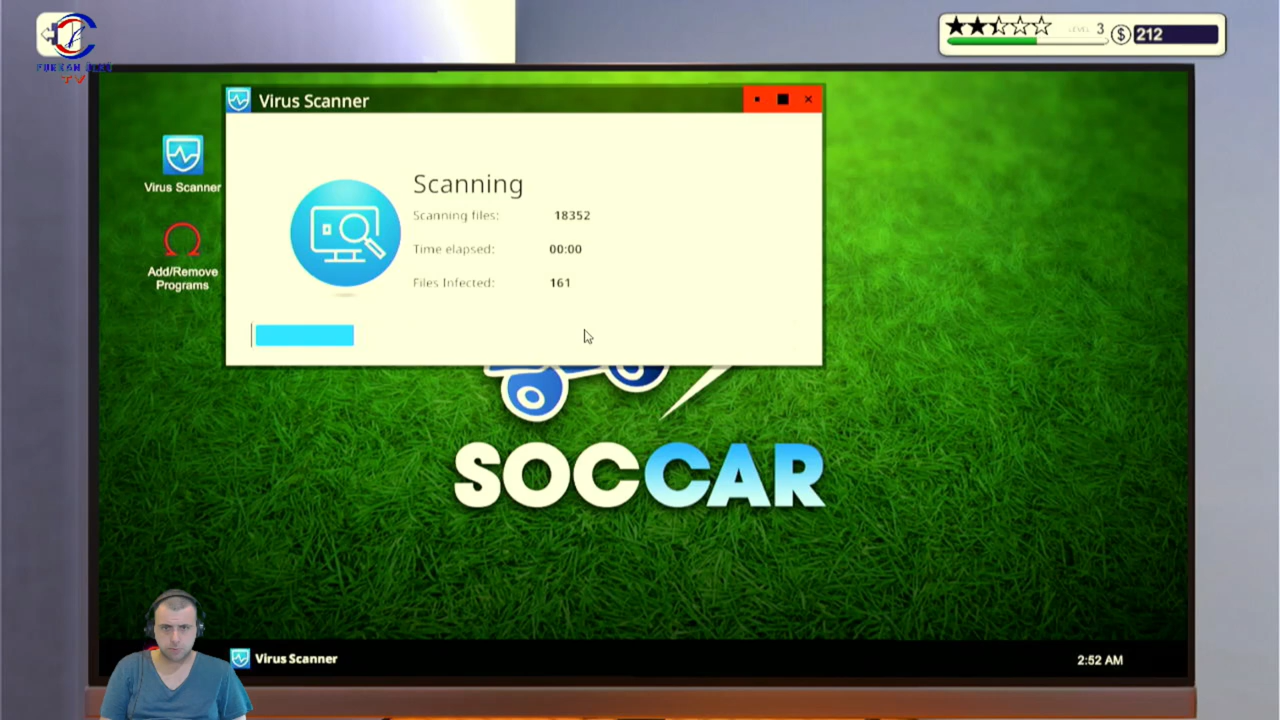 TV
LEVEL 3
$ 212
Virus Scanner
Virus Scanner
Add/Remove
Programs
Scanning
Scanning files: 18352
Time elapsed: 00:00
Files Infected: 161
SOCCAR
Virus Scanner
2:52 AM